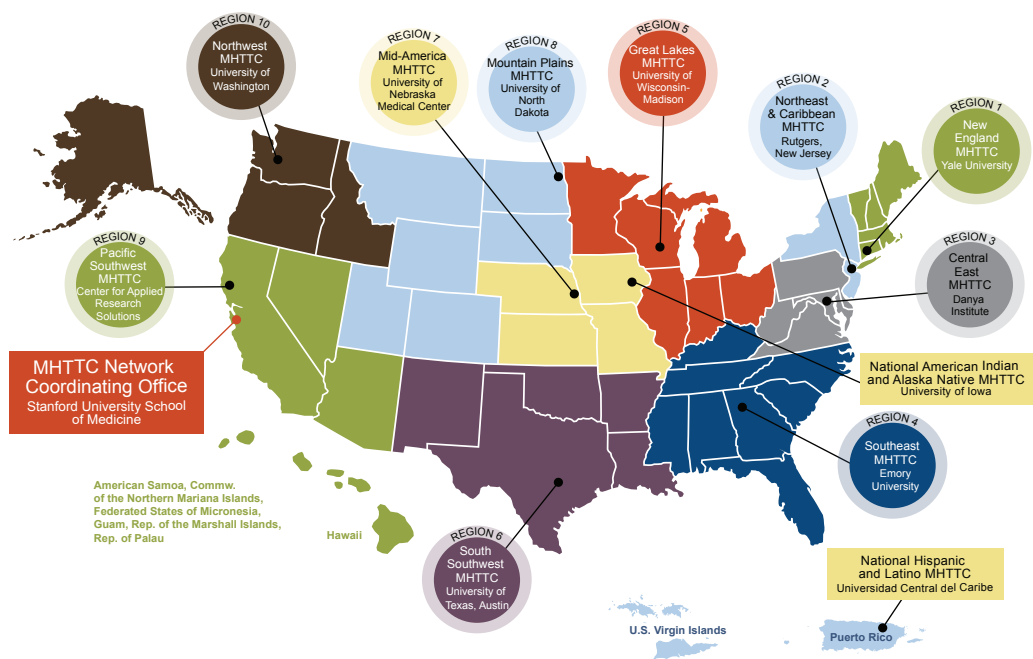 REGION 10
Northwest
MHTTC
University of
Washington
REGION 7
Mid-America
MHTTC
University of
Nebraska
Medical Center
REGION 8
Mountain Plains
MHTTC
University of
North
Dakota
REGION 5
Great Lakes
MHTTC
University of
Wisconsin-
Madison
REGION 2
Northeast
& Caribbean
MHTTC
Rutgers,
New Jersey
REGION 1
New
England
MHTTC
Yale University
REGION 9
Pacific
Southwest
MHTTC
Center for Applied
Research
Solutions
REGION 3
Central
East
MHTTC
Danya
Institute
MHTTC Network
Coordinating Office
Stanford University School
of Medicine
National American Indian
and Alaska Native MHTTC
University of Iowa
REGION 4
Southeast
MHTTC
Emory
University
American Samoa, Commw.
of the Northern Mariana Islands,
Federated States of Micronesia,
Guam, Rep. of the Marshall Islands,
Rep. of Palau
Hawaii
REGION 6
South
Southwest
MHTTC
University of
Texas, Austin
National Hispanic
and Latino MHTTC
Universidad Central del Caribe
U.S. Virgin Islands
Puerto Rico